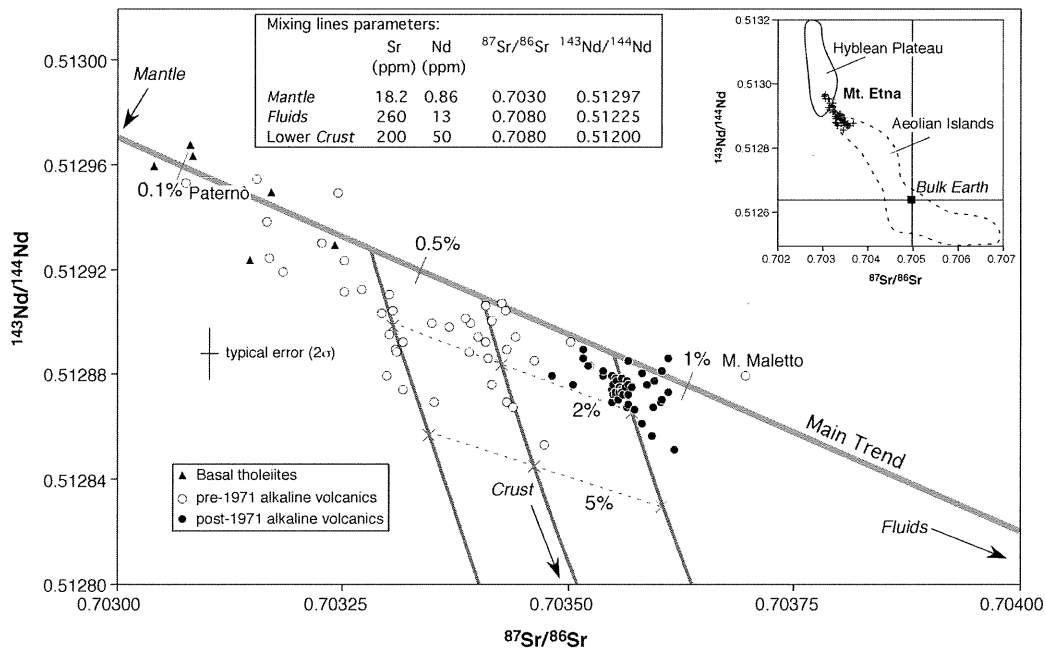 Mixing lines parameters:
Sr Nd 87Sr/86Sr 143Nd/144Nd
(ppm) (ppm)
Mantle 18.2 0.86 0.7030 0.51297
Fluids 260 13 0.7080 0.51225
Lower Crust 200 50 0.7080 0.51200
0.5132
0.5130
0.5128
0.5126
143Nd/144Nd
Hyblean Plateau
Mt. Etna
Aeolian Islands
Bulk Earth
0.702 0.703 0.704 0.705 0.706 0.707
87Sr/86Sr
0.51300
0.51296
0.51292
0.51288
0.51284
0.51280
143Nd/144Nd
Mantle
0.1% Paternò
0.5%
typical error (2σ)
1% M. Maletto
2%
Main Trend
5%
Crust
Fluids
Basal tholeiites
pre-1971 alkaline volcanics
post-1971 alkaline volcanics
0.70300 0.70325 0.70350 0.70375 0.70400
87Sr/86Sr